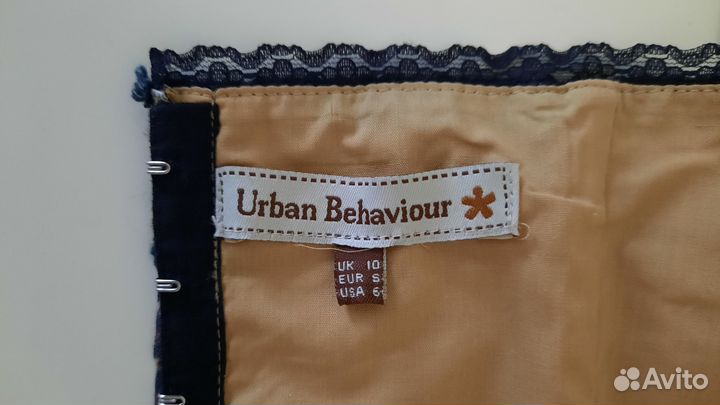 Urban Behaviour
UK 10
EUR S
USA 6
Avito